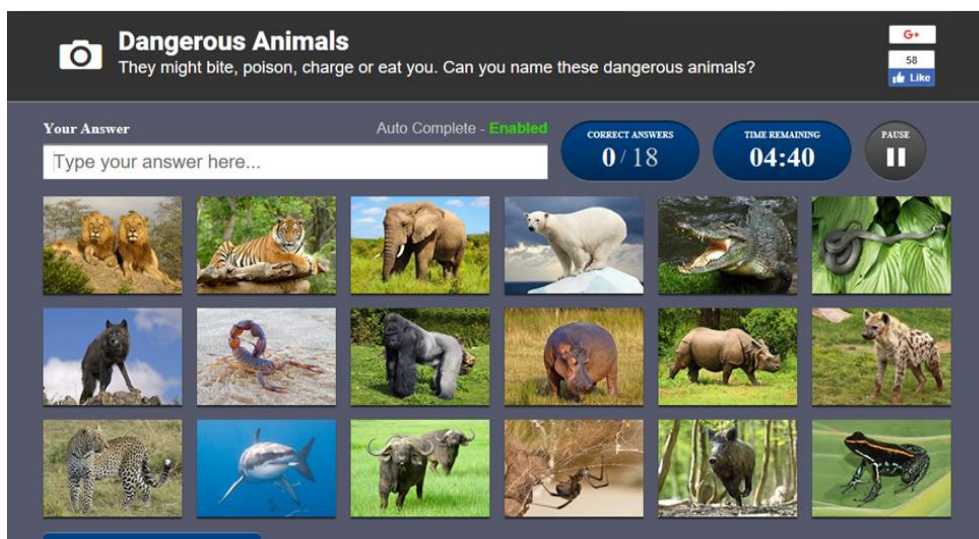 Dangerous Animals
They might bite, poison, charge or eat you. Can you name these dangerous animals?
G+
58
Like
Your Answer
Auto Complete - Enabled
Type your answer here...
CORRECT ANSWERS
0 / 18
TIME REMAINING
04:40
PAUSE